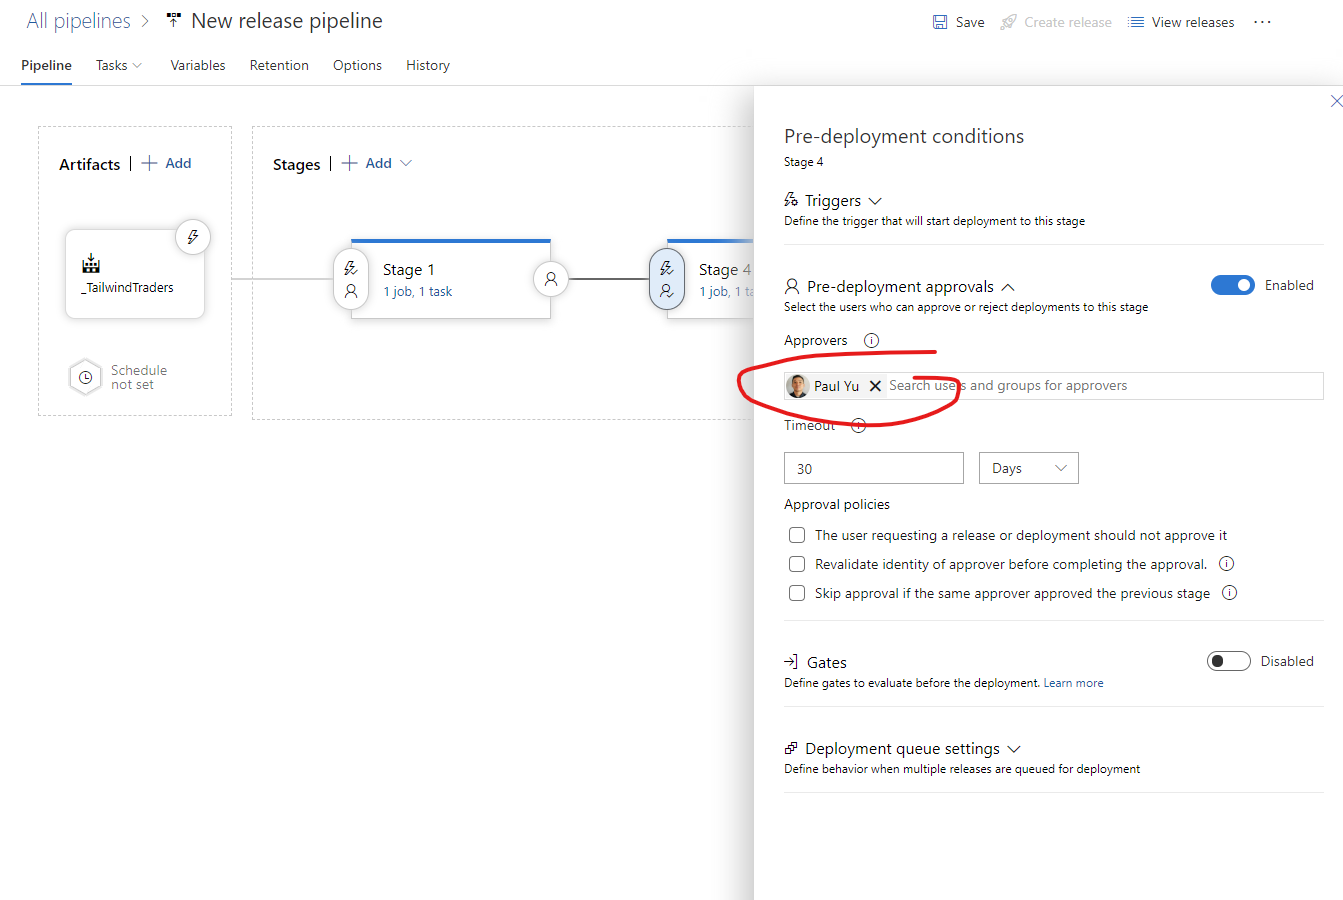 All pipelines > New release pipeline
Save Create release View releases ...
Pipeline Tasks Variables Retention Options History
Artifacts | + Add
Stages | + Add
_TailwindTraders
Schedule
not set
Stage 1
1 job, 1 task
Stage 4
1 job, 1 ta
Pre-deployment conditions
Stage 4
Triggers
Define the trigger that will start deployment to this stage
Pre-deployment approvals
Enabled
Select the users who can approve or reject deployments to this stage
Approvers
Paul Yu Search users and groups for approvers
Timeout
30 Days
Approval policies
The user requesting a release or deployment should not approve it
Revalidate identity of approver before completing the approval.
Skip approval if the same approver approved the previous stage
Gates
Disabled
Define gates to evaluate before the deployment. Learn more
Deployment queue settings
Define behavior when multiple releases are queued for deployment